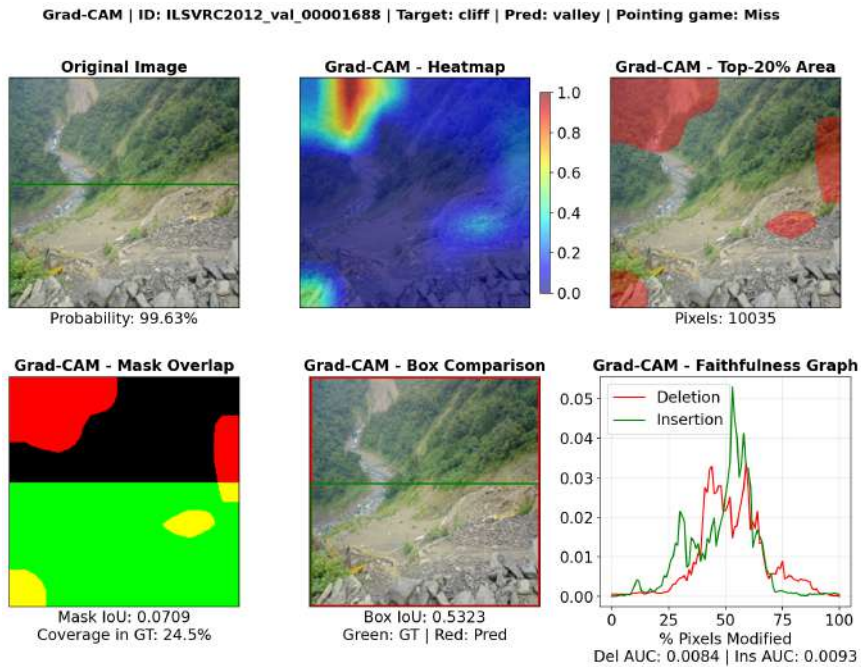 Grad-CAM | ID: ILSVRC2012_val_00001688 | Target: cliff | Pred: valley | Pointing game: Miss
Original Image
Probability: 99.63%
Grad-CAM - Heatmap
1.0
0.8
0.6
0.4
0.2
0.0
Grad-CAM - Top-20% Area
Pixels: 10035
Grad-CAM - Mask Overlap
Mask IoU: 0.0709
Coverage in GT: 24.5%
Grad-CAM - Box Comparison
Box IoU: 0.5323
Green: GT | Red: Pred
Grad-CAM - Faithfulness Graph
Deletion
Insertion
0.05
0.04
0.03
0.02
0.01
0.00
0 25 50 75 100
% Pixels Modified
Del AUC: 0.0084 | Ins AUC: 0.0093